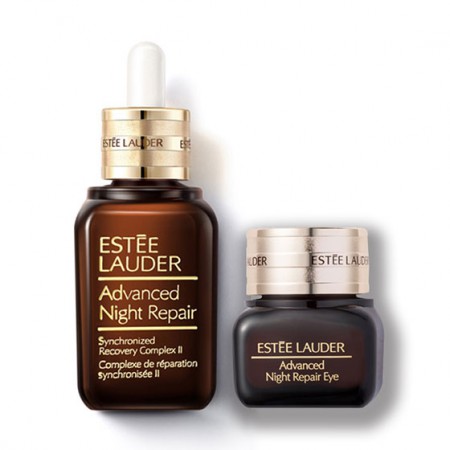 ESTĒE LAUDER
ESTĒE
LAUDER
Advanced
Night Repair
Synchronized
Recovery Complex II
Complexe de réparation
synchronisée II
LAUDER ESTĒE LAUDER
ESTĒE LAUDER
Advanced
Night Repair Eye